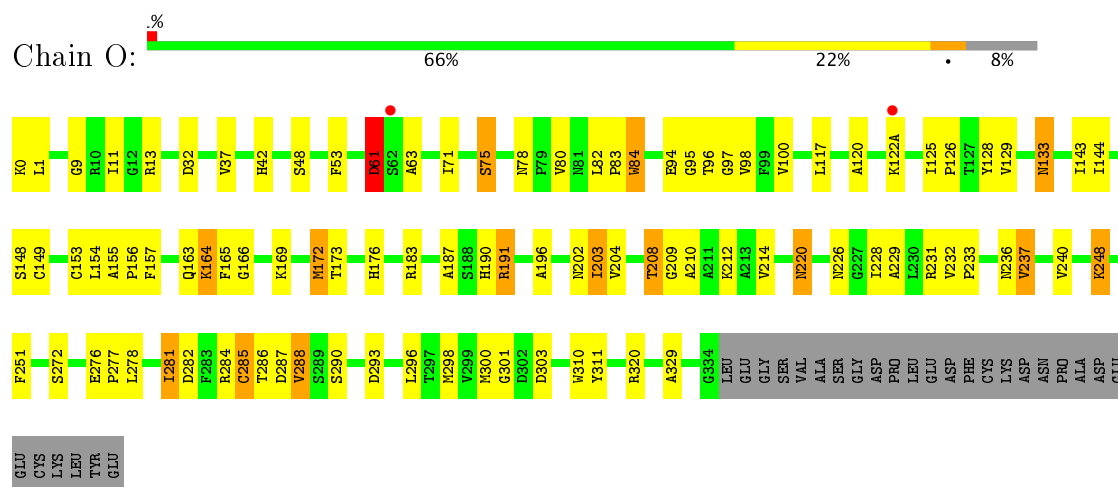 .%
Chain O:
66% 22% • 8%
K0 L1 G9 R10 I11 G12 R13 D32 V37 H42 S48 F53 D61 S62 A63 I71 S75 N78 P79 V80 N81 L82 P83 W84 E94 G95 T96 G97 V98 F99 V100 L117 A120 K122A I125 P126 T127 Y128 V129 N133 I143 I144
S148 C149 C153 L154 A155 P156 F157 Q163 K164 F165 G166 K169 M172 T173 H176 R183 A187 S188 H190 R191 A196 N202 I203 V204 T208 G209 A210 A211 K212 A213 V214 N220 N226 G227 I228 A229 L230 R231 V232 P233 N236 V237 V240 K248
F251 S272 E276 P277 L278 I281 D282 F283 R284 C285 T286 D287 V288 S289 S290 D293 L296 T297 M298 V299 M300 G301 D302 D303 W310 Y311 R320 A329 G334 LEU GLU GLY SER VAL ALA SER GLY ASP PRO LEU GLU ASP PHE CYS LYS ASP ASN PRO ALA ASP GLU
GLU CYS LYS LEU TYR GLU